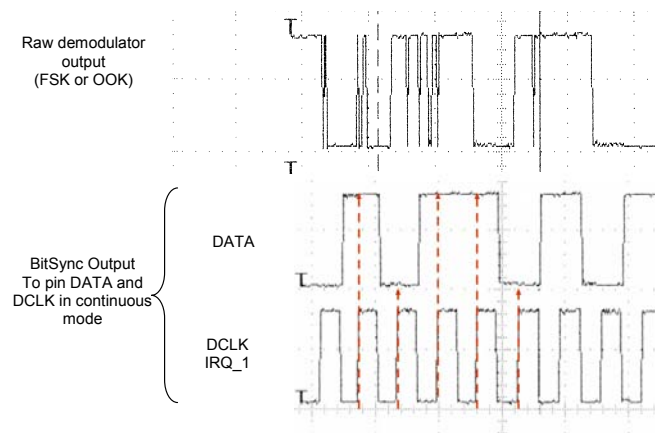 Raw demodulator
output
(FSK or OOK)
DATA
BitSync Output
To pin DATA and
DCLK in continuous
mode
DCLK
IRQ_1